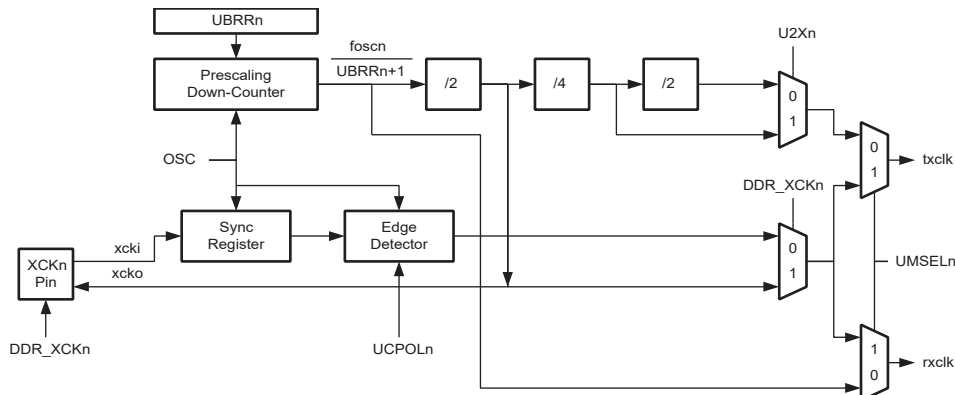 UBRRn
U2Xn
foscn
UBRRn+1
Prescaling
Down-Counter
/2
/4
/2
0
1
OSC
0
1
txclk
DDR_XCKn
Sync
Register
Edge
Detector
xcki
XCKn
Pin
xcko
0
1
UMSELn
DDR_XCKn
UCPOLn
1
0
rxclk